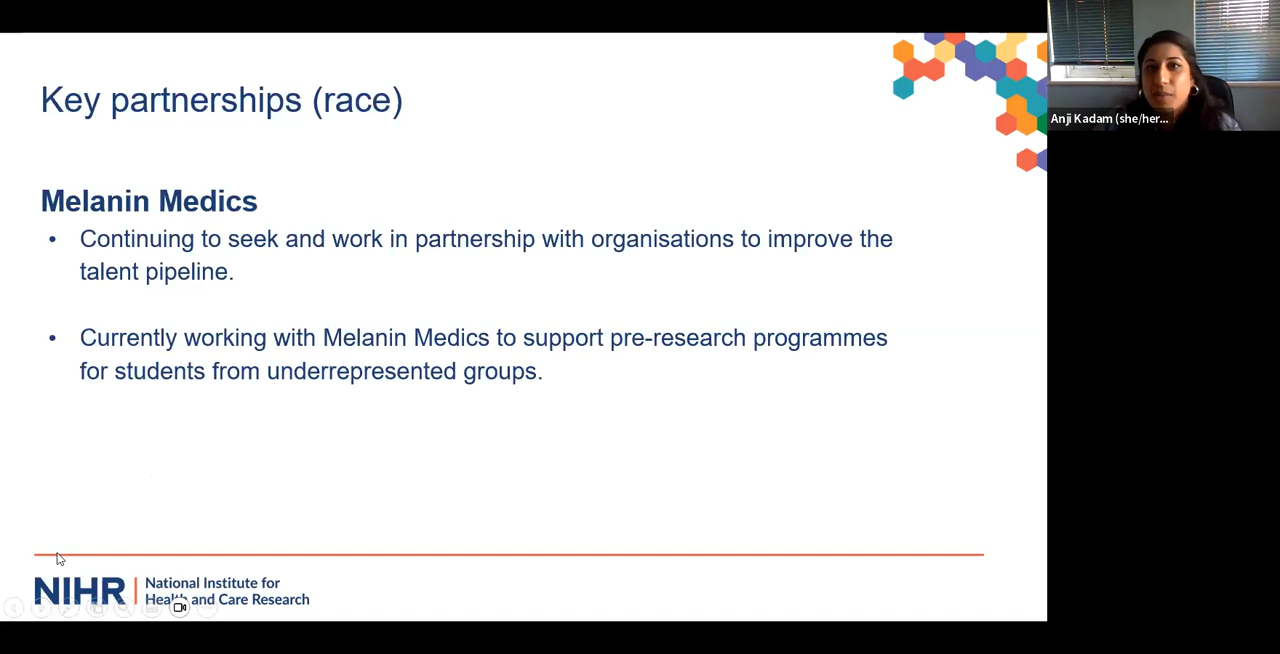 Key partnerships (race)
Anji Kadam (she/her...
Melanin Medics
• Continuing to seek and work in partnership with organisations to improve the
talent pipeline.
• Currently working with Melanin Medics to support pre-research programmes
for students from underrepresented groups.
NIHR | National Institute for
Health and Care Research